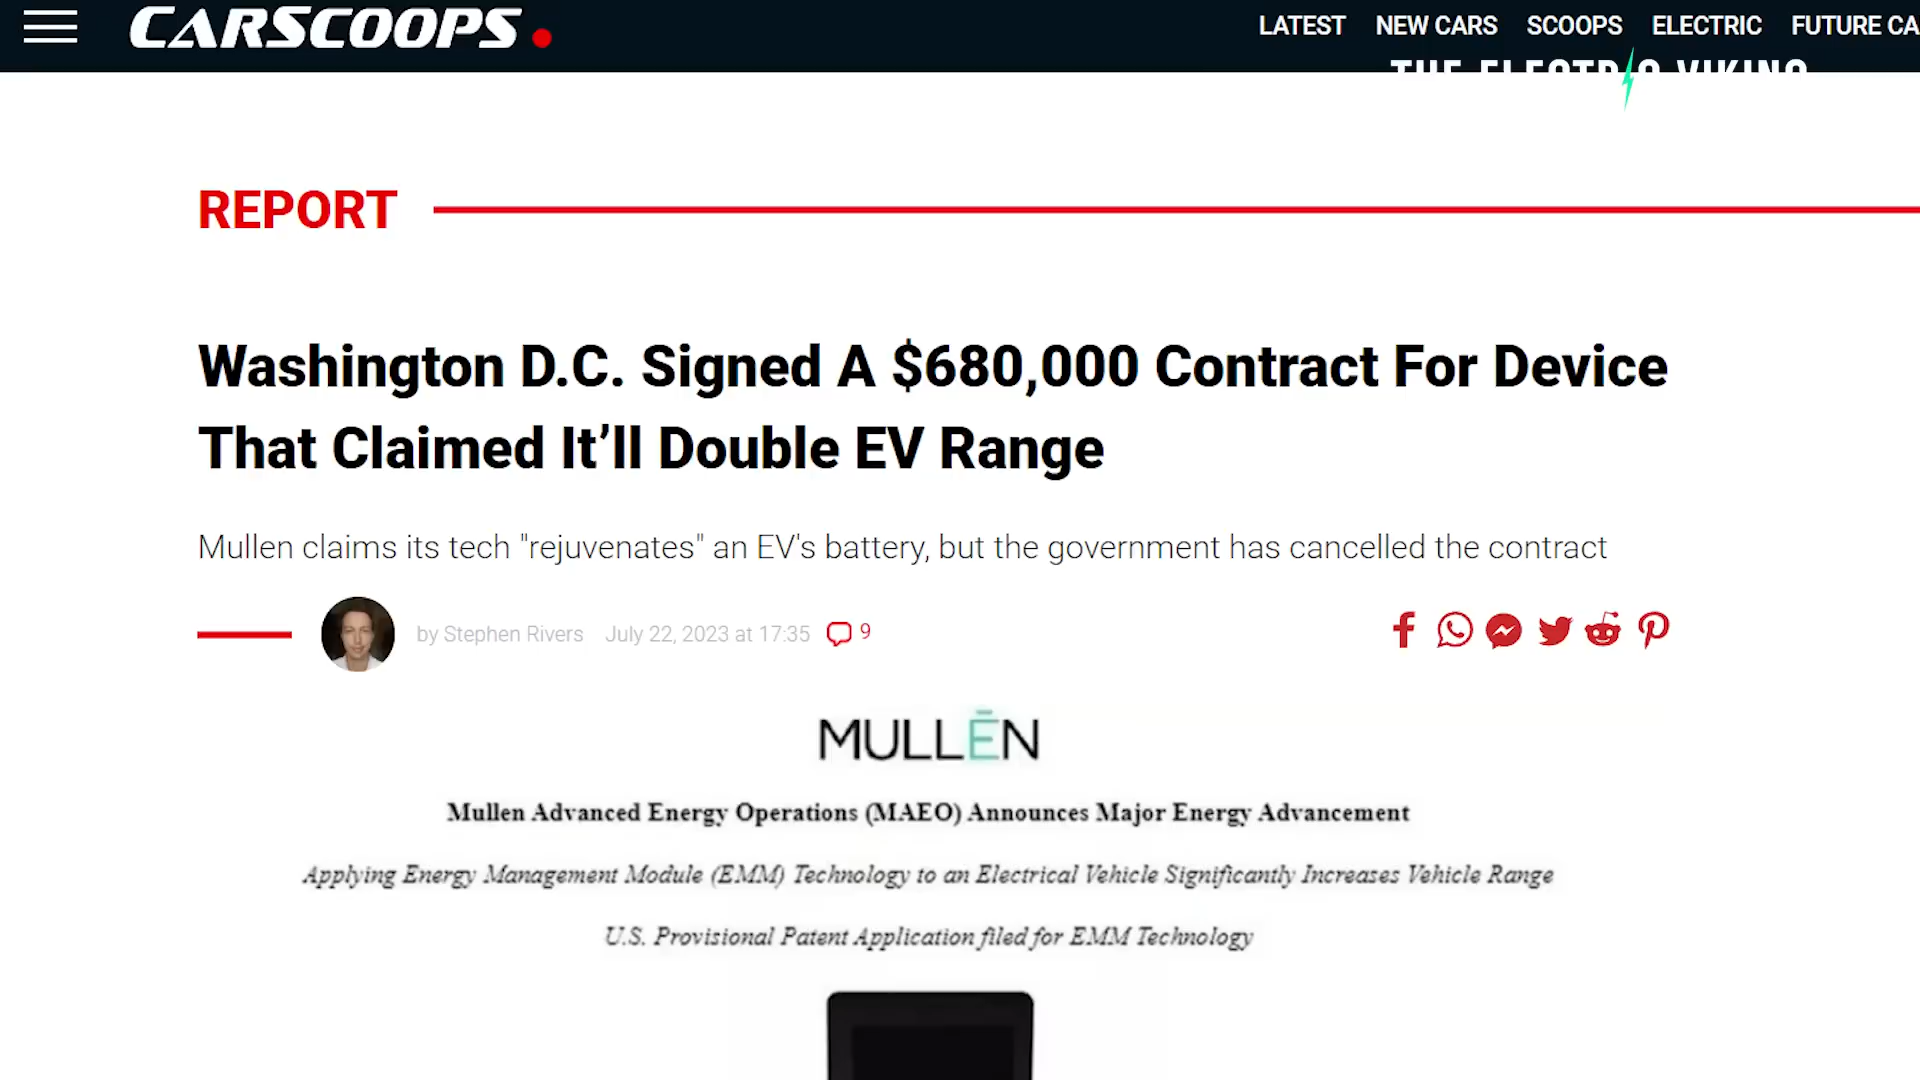 CARSCOOPS
LATEST NEW CARS SCOOPS ELECTRIC FUTURE CA
THE ELECTRIC VIKING
REPORT
Washington D.C. Signed A $680,000 Contract For Device
That Claimed It’ll Double EV Range
Mullen claims its tech "rejuvenates" an EV's battery, but the government has cancelled the contract
by Stephen Rivers July 22, 2023 at 17:35 9
MULLĒN
Mullen Advanced Energy Operations (MAEO) Announces Major Energy Advancement
Applying Energy Management Module (EMM) Technology to an Electrical Vehicle Significantly Increases Vehicle Range
U.S. Provisional Patent Application filed for EMM Technology